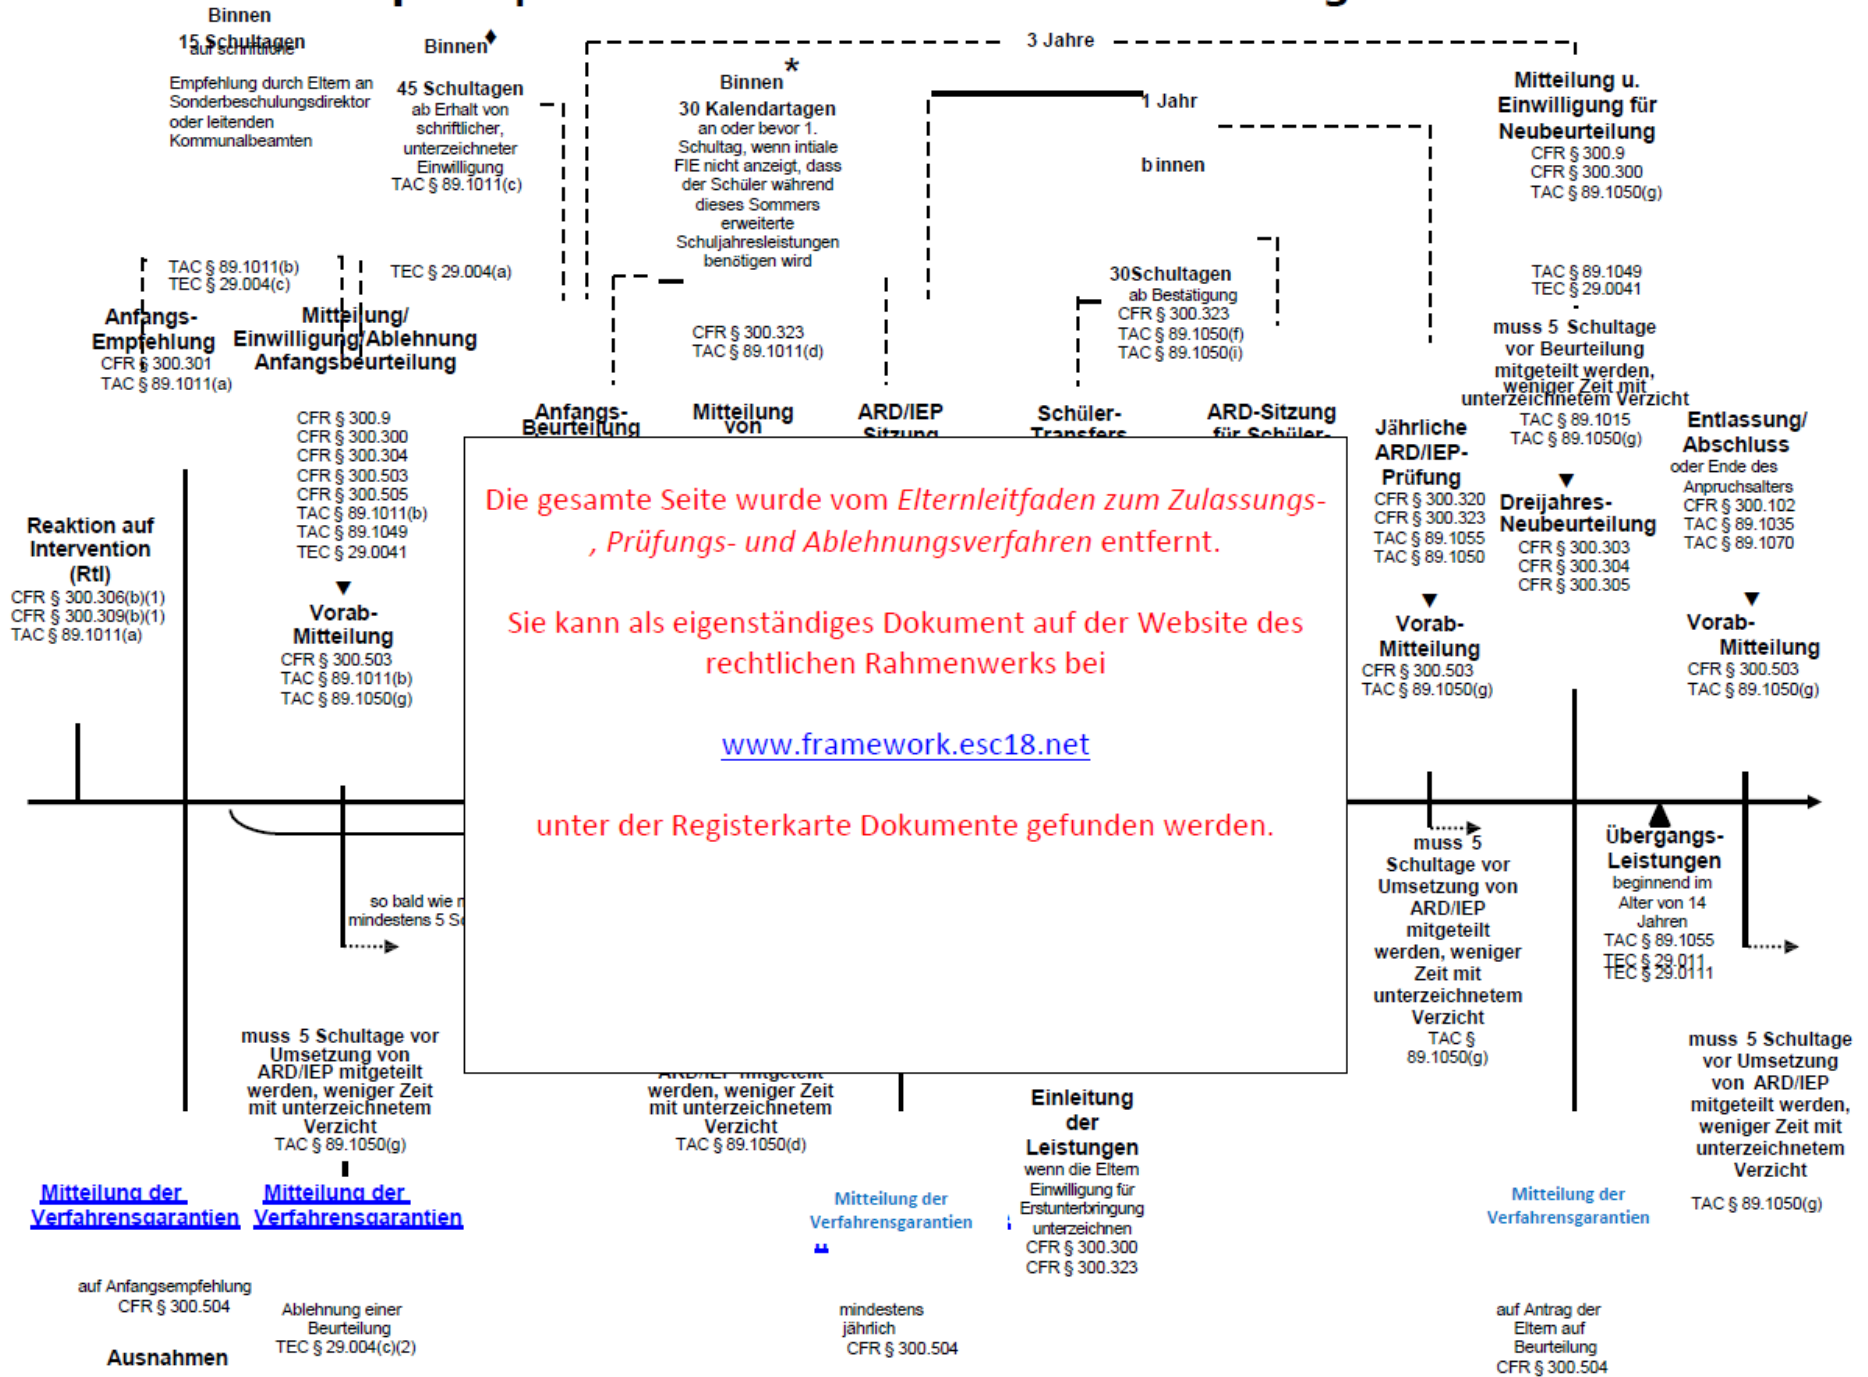 Binnen
15 Schultagen
auf schriftliche
Empfehlung durch Eltern an
Sonderbeschulungsdirektor
oder leitenden
Kommunalbeamten
TAC § 89.1011(b)
TEC § 29.004(c)
Binnen♦
45 Schultagen
ab Erhalt von
schriftlicher,
unterzeichneter
Einwilligung
TAC § 89.1011(c)
TEC § 29.004(a)
3 Jahre
Binnen*
30 Kalendartagen
an oder bevor 1.
Schultag, wenn intiale
FIE nicht anzeigt, dass
der Schüler während
dieses Sommers
erweiterte
Schuljahresleistungen
benötigen wird
CFR § 300.323
TAC § 89.1011(d)
1 Jahr
binnen
30Schultagen
ab Bestätigung
CFR § 300.323
TAC § 89.1050(f)
TAC § 89.1050(i)
Mitteilung u.
Einwilligung für
Neubeurteilung
CFR § 300.9
CFR § 300.300
TAC § 89.1050(g)
TAC § 89.1049
TEC § 29.0041
muss 5 Schultage
vor Beurteilung
mitgeteilt werden,
weniger Zeit mit
unterzeichnetem Verzicht
TAC § 89.1015
TAC § 89.1050(g)
Anfangs-
Empfehlung
CFR § 300.301
TAC § 89.1011(a)
Mitteilung/
Einwilligung/Ablehnung
Anfangsbeurteilung
CFR § 300.9
CFR § 300.300
CFR § 300.304
CFR § 300.503
CFR § 300.505
TAC § 89.1011(b)
TAC § 89.1049
TEC § 29.0041
Vorab-
Mitteilung
CFR § 300.503
TAC § 89.1011(b)
TAC § 89.1050(g)
Anfangs-
Beurteilung
Mitteilung
von
ARD/IEP
Sitzung
Schüler-
Transfers
ARD-Sitzung
für Schüler-
Jährliche
ARD/IEP-
Prüfung
CFR § 300.320
CFR § 300.323
TAC § 89.1055
TAC § 89.1050
Vorab-
Mitteilung
CFR § 300.503
TAC § 89.1050(g)
Dreijahres-
Neubeurteilung
CFR § 300.303
CFR § 300.304
CFR § 300.305
Entlassung/
Abschluss
oder Ende des
Anpruchsalters
CFR § 300.102
TAC § 89.1035
TAC § 89.1070
Vorab-
Mitteilung
CFR § 300.503
TAC § 89.1050(g)
Reaktion auf
Intervention
(RtI)
CFR § 300.306(b)(1)
CFR § 300.309(b)(1)
TAC § 89.1011(a)
Die gesamte Seite wurde vom Elternleitfaden zum Zulassungs-
, Prüfungs- und Ablehnungsverfahren entfernt.
Sie kann als eigenständiges Dokument auf der Website des
rechtlichen Rahmenwerks bei
www.framework.esc18.net
unter der Registerkarte Dokumente gefunden werden.
so bald wie
mindestens 5
muss 5
Schultage vor
Umsetzung von
ARD/IEP
mitgeteilt
werden, weniger
Zeit mit
unterzeichnetem
Verzicht
TAC §
89.1050(g)
Übergangs-
Leistungen
beginnend im
Alter von 14
Jahren
TAC § 89.1055
TEC § 29.011
TEC § 29.0111
muss 5 Schultage vor
Umsetzung von
ARD/IEP mitgeteilt
werden, weniger Zeit
mit unterzeichnetem
Verzicht
TAC § 89.1050(g)
ARD/IEP mitgeteilt
werden, weniger Zeit
mit unterzeichnetem
Verzicht
TAC § 89.1050(d)
Einleitung
der
Leistungen
wenn die Eltern
Einwilligung für
Erstunterbringung
unterzeichnen
CFR § 300.300
CFR § 300.323
muss 5 Schultage
vor Umsetzung
von ARD/IEP
mitgeteilt werden,
weniger Zeit mit
unterzeichnetem
Verzicht
TAC § 89.1050(g)
Mitteilung der
Verfahrensgarantien
auf Anfangsempfehlung
CFR § 300.504
Mitteilung der
Verfahrensgarantien
Ablehnung einer
Beurteilung
TEC § 29.004(c)(2)
Mitteilung der
Verfahrensgarantien
mindestens
jährlich
CFR § 300.504
Mitteilung der
Verfahrensgarantien
auf Antrag der
Eltern auf
Beurteilung
CFR § 300.504
Ausnahmen